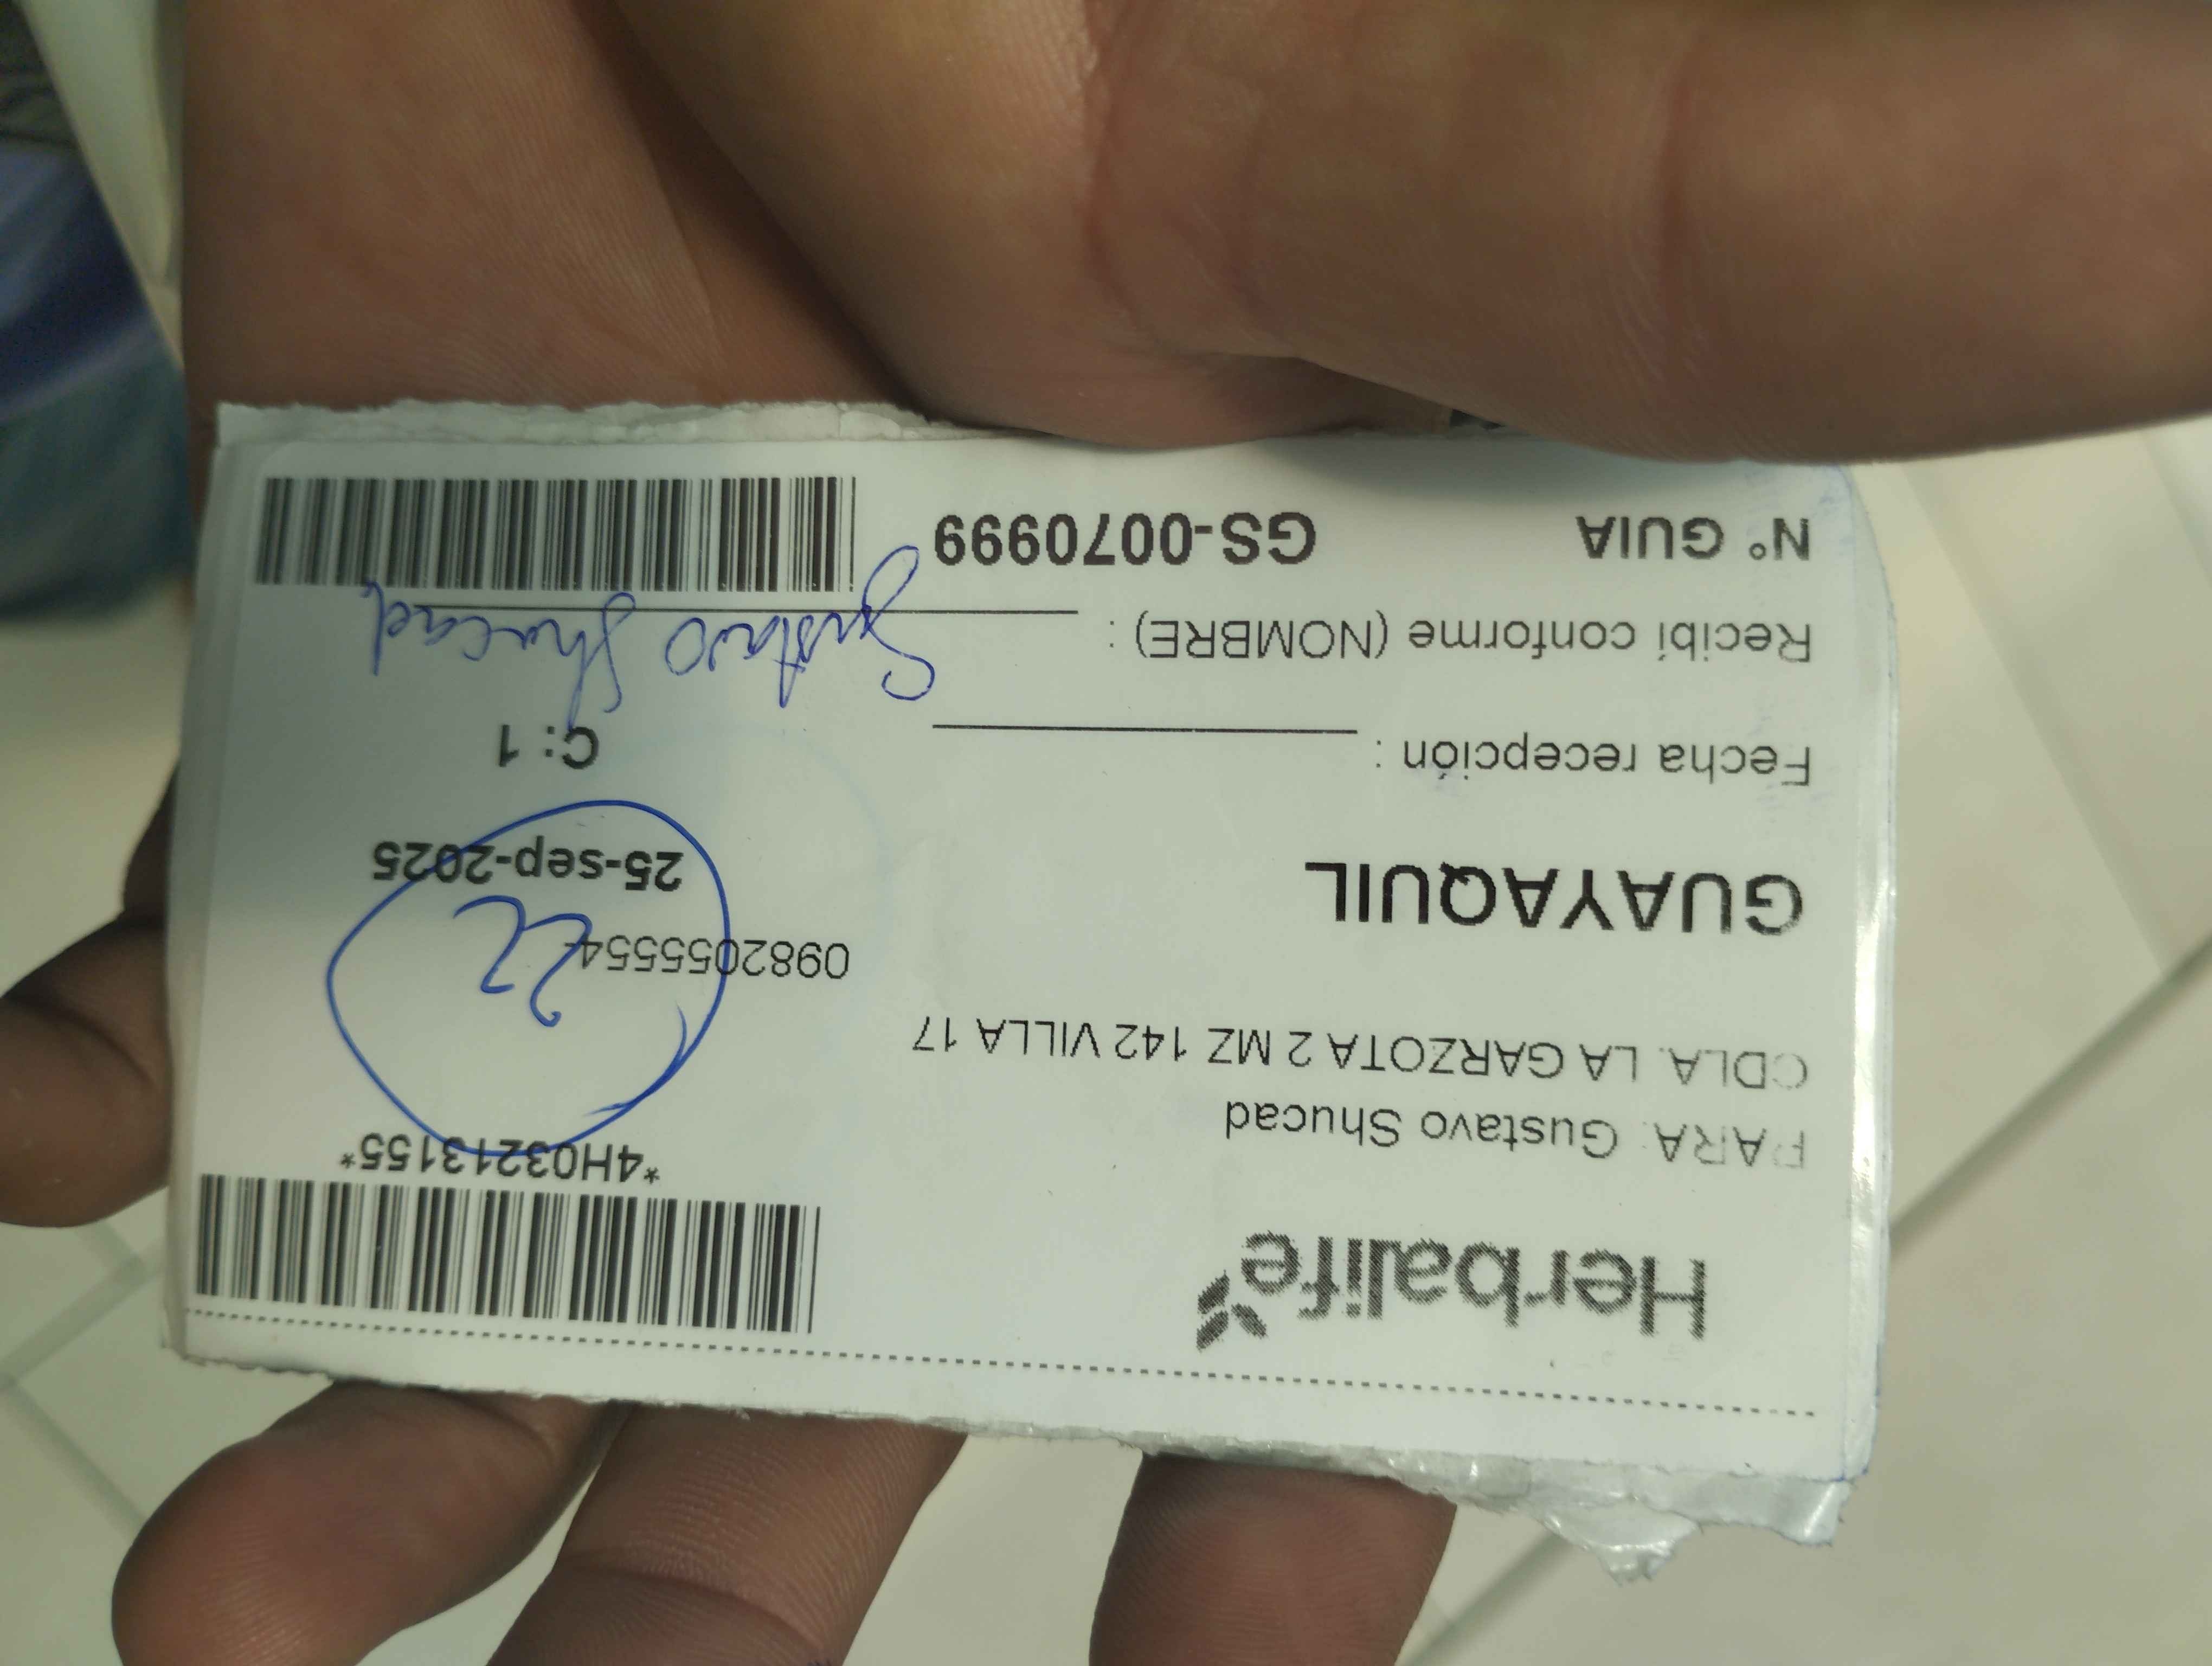 Herbalife
*4H03213155*
PARA: Gustavo Shucad
CDLA. LA GARZOTA 2 MZ 142 VILLA 17
0982055554
22
GUAYAQUIL
25-sep-2025
Fecha recepción :
C: 1
Recibí conforme (NOMBRE) : Gustavo Shucad
N° GUIA GS-0070999